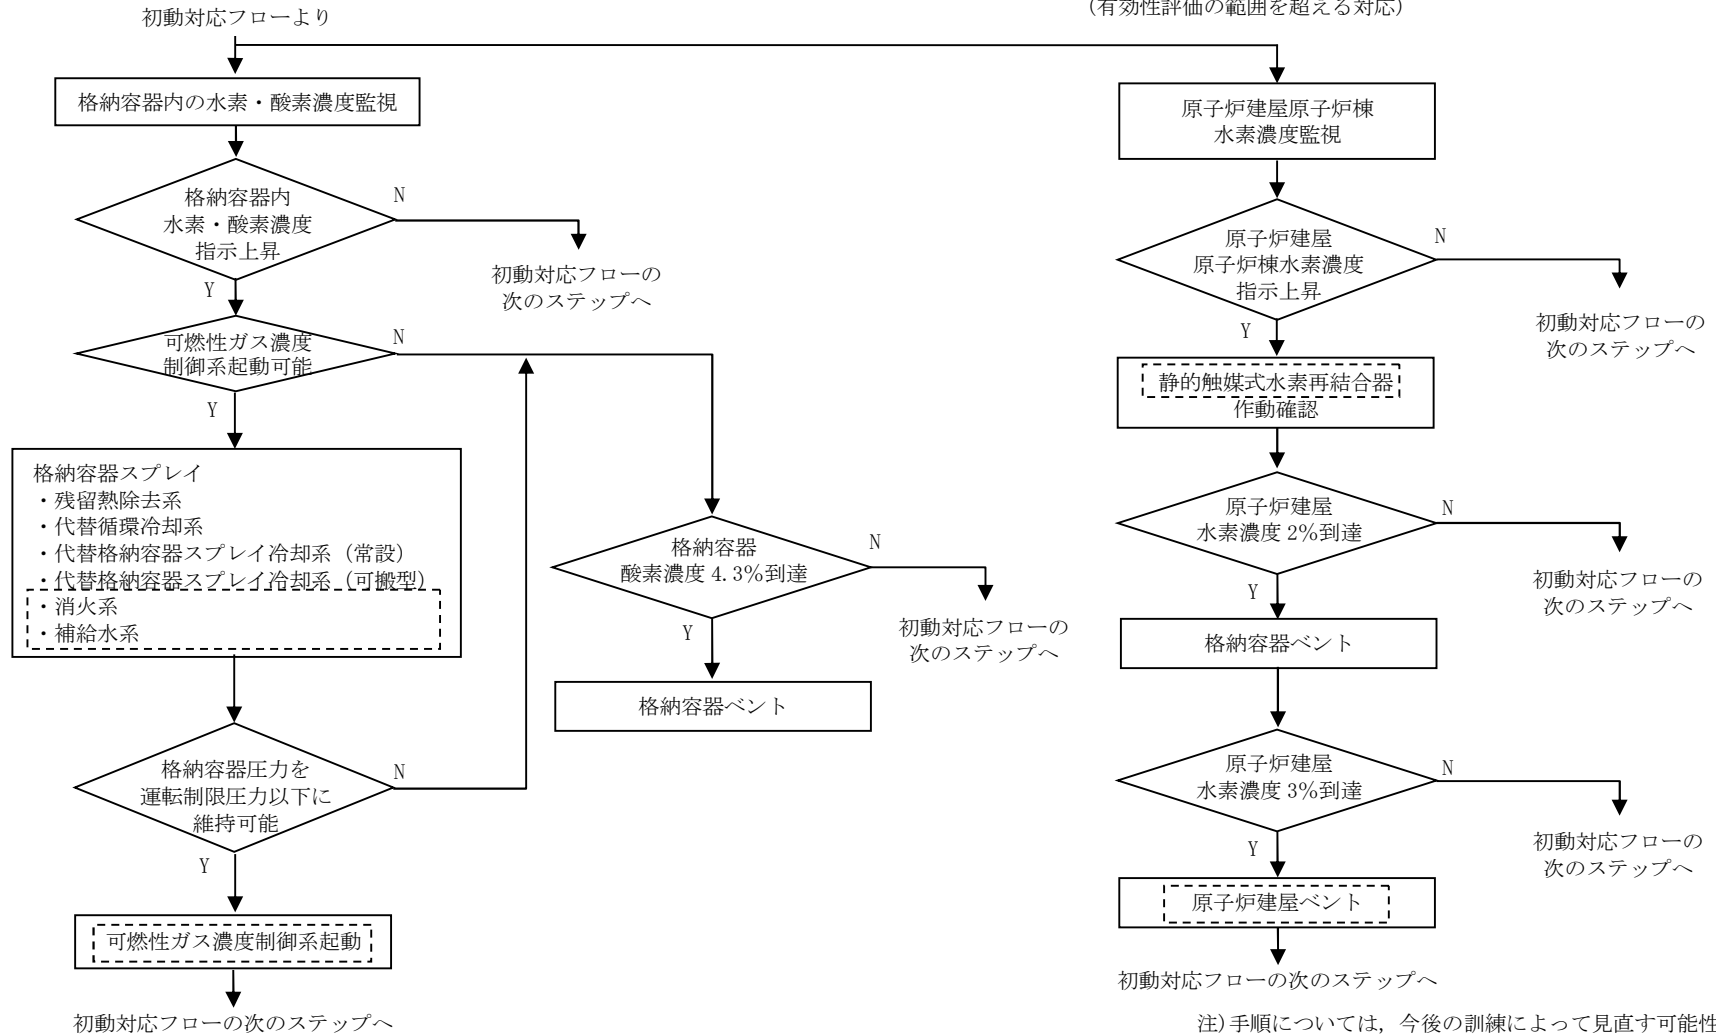 (有効性評価の範囲を超える対応)
初動対応フローより
格納容器内の水素・酸素濃度監視
格納容器内
水素・酸素濃度
指示上昇
N
Y
初動対応フローの
次のステップへ
可燃性ガス濃度
制御系起動可能
N
Y
格納容器スプレイ
・残留熱除去系
・代替循環冷却系
・代替格納容器スプレイ冷却系（常設）
・代替格納容器スプレイ冷却系（可搬型）
・消火系
・補給水系
格納容器圧力を
運転制限圧力以下に
維持可能
N
Y
可燃性ガス濃度制御系起動
初動対応フローの次のステップへ
格納容器
酸素濃度 4.3%到達
N
Y
初動対応フローの
次のステップへ
格納容器ベント
原子炉建屋原子炉棟
水素濃度監視
原子炉建屋
原子炉棟水素濃度
指示上昇
N
Y
初動対応フローの
次のステップへ
静的触媒式水素再結合器
作動確認
原子炉建屋
水素濃度 2%到達
N
Y
初動対応フローの
次のステップへ
格納容器ベント
原子炉建屋
水素濃度 3%到達
N
Y
初動対応フローの
次のステップへ
原子炉建屋ベント
初動対応フローの次のステップへ
注)手順については，今後の訓練によって見直す可能性